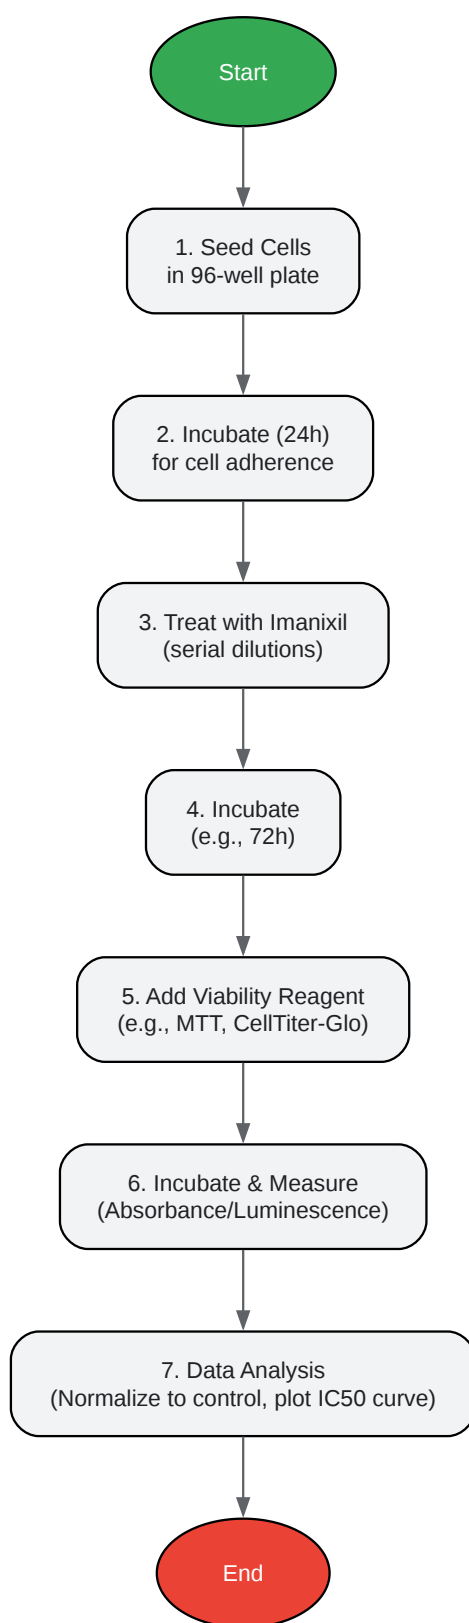 Start
1. Seed Cells
in 96-well plate
2. Incubate (24h)
for cell adherence
3. Treat with Imanixil
(serial dilutions)
4. Incubate
(e.g., 72h)
5. Add Viability Reagent
(e.g., MTT, CellTiter-Glo)
6. Incubate & Measure
(Absorbance/Luminescence)
7. Data Analysis
(Normalize to control, plot IC50 curve)
End